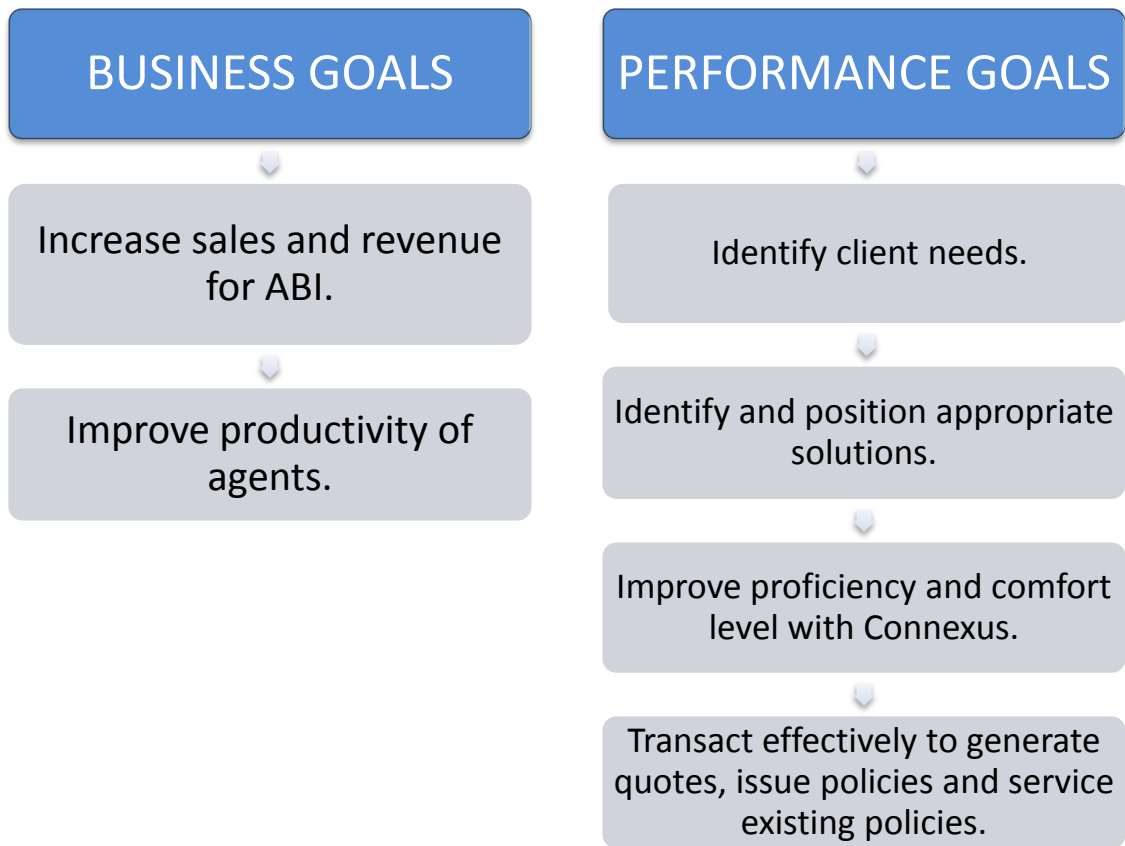 BUSINESS GOALS
Increase sales and revenue
for ABI.
Improve productivity of
agents.
PERFORMANCE GOALS
Identify client needs.
Identify and position appropriate
solutions.
Improve proficiency and comfort
level with Connexus.
Transact effectively to generate
quotes, issue policies and service
existing policies.